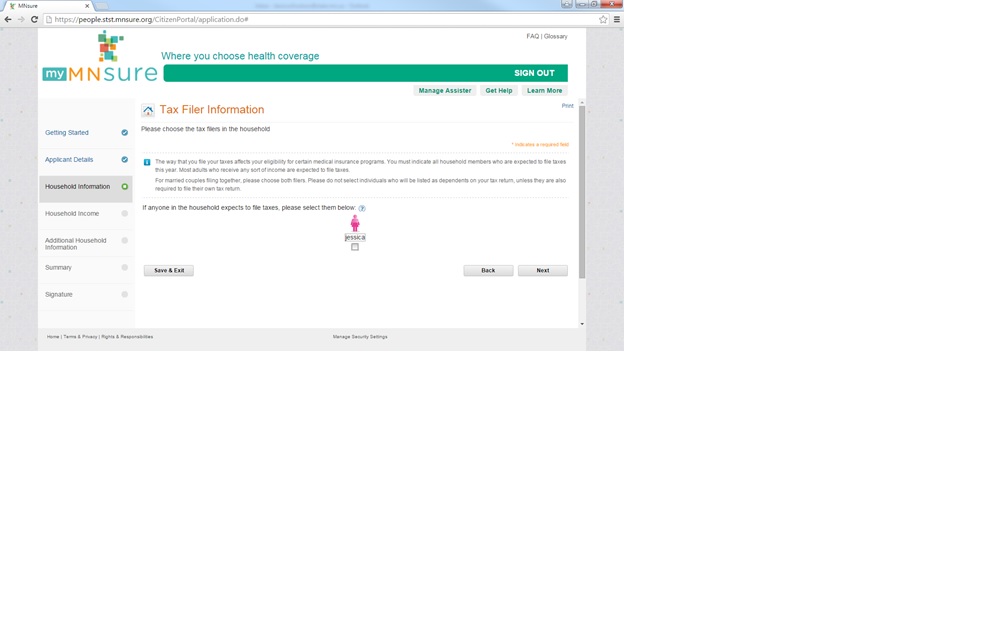 MNsure
https://people.stst.mnsure.org/CitizenPortal/application.do#
FAQ | Glossary
my MNsure
Where you choose health coverage
SIGN OUT
Manage Assister Get Help Learn More
Print
Tax Filer Information
Please choose the tax filers in the household
* Indicates a required field
Getting Started
Applicant Details
Household Information
Household Income
Additional Household
Information
Summary
Signature
The way that you file your taxes affects your eligibility for certain medical insurance programs. You must indicate all household members who are expected to file taxes
this year. Most adults who receive any sort of income are expected to file taxes.
For married couples filing together, please choose both filers. Please do not select individuals who will be listed as dependents on your tax return, unless they are also
required to file their own tax return.
If anyone in the household expects to file taxes, please select them below:
jessica
Save & Exit Back Next
Home | Terms & Privacy | Rights & Responsibilities Manage Security Settings